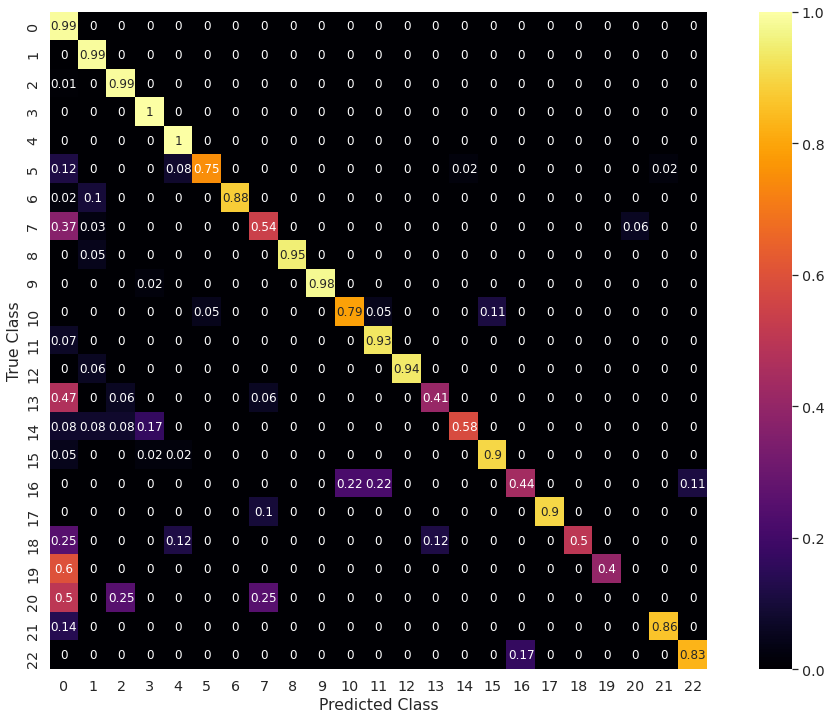 0 0.99 0 0 0 0 0 0 0 0 0 0 0 0 0 0 0 0 0 0 0 0 0 0
1 0 0.99 0 0 0 0 0 0 0 0 0 0 0 0 0 0 0 0 0 0 0 0 0
2 0.01 0 0.99 0 0 0 0 0 0 0 0 0 0 0 0 0 0 0 0 0 0 0 0
3 0 0 0 1 0 0 0 0 0 0 0 0 0 0 0 0 0 0 0 0 0 0 0
4 0 0 0 0 1 0 0 0 0 0 0 0 0 0 0 0 0 0 0 0 0 0 0
5 0.12 0 0 0 0.08 0.75 0 0 0 0 0 0 0 0 0.02 0 0 0 0 0 0 0.02 0
6 0.02 0.1 0 0 0 0 0.88 0 0 0 0 0 0 0 0 0 0 0 0 0 0 0 0
7 0.37 0.03 0 0 0 0 0 0.54 0 0 0 0 0 0 0 0 0 0 0 0 0.06 0 0
8 0 0.05 0 0 0 0 0 0 0.95 0 0 0 0 0 0 0 0 0 0 0 0 0 0
9 0 0 0 0.02 0 0 0 0 0 0.98 0 0 0 0 0 0 0 0 0 0 0 0 0
10 0 0 0 0 0 0.05 0 0 0 0 0.79 0.05 0 0 0 0.11 0 0 0 0 0 0 0
11 0.07 0 0 0 0 0 0 0 0 0 0 0.93 0 0 0 0 0 0 0 0 0 0 0
12 0 0.06 0 0 0 0 0 0 0 0 0 0 0.94 0 0 0 0 0 0 0 0 0 0
13 0.47 0 0.06 0 0 0 0 0.06 0 0 0 0 0 0.41 0 0 0 0 0 0 0 0 0
14 0.08 0.08 0.08 0.17 0 0 0 0 0 0 0 0 0 0 0.58 0 0 0 0 0 0 0 0
15 0.05 0 0 0.02 0.02 0 0 0 0 0 0 0 0 0 0 0.9 0 0 0 0 0 0 0
16 0 0 0 0 0 0 0 0 0 0 0.22 0.22 0 0 0 0 0.44 0 0 0 0 0 0.11
17 0 0 0 0 0 0 0 0.1 0 0 0 0 0 0 0 0 0 0.9 0 0 0 0 0
18 0.25 0 0 0 0.12 0 0 0 0 0 0 0 0 0.12 0 0 0 0 0.5 0 0 0 0
19 0.6 0 0 0 0 0 0 0 0 0 0 0 0 0 0 0 0 0 0 0.4 0 0 0
20 0.5 0 0.25 0 0 0 0 0.25 0 0 0 0 0 0 0 0 0 0 0 0 0 0 0
21 0.14 0 0 0 0 0 0 0 0 0 0 0 0 0 0 0 0 0 0 0 0 0.86 0
22 0 0 0 0 0 0 0 0 0 0 0 0 0 0 0 0 0.17 0 0 0 0 0 0.83
0 1 2 3 4 5 6 7 8 9 10 11 12 13 14 15 16 17 18 19 20 21 22
Predicted Class
True Class
1.0
0.8
0.6
0.4
0.2
0.0